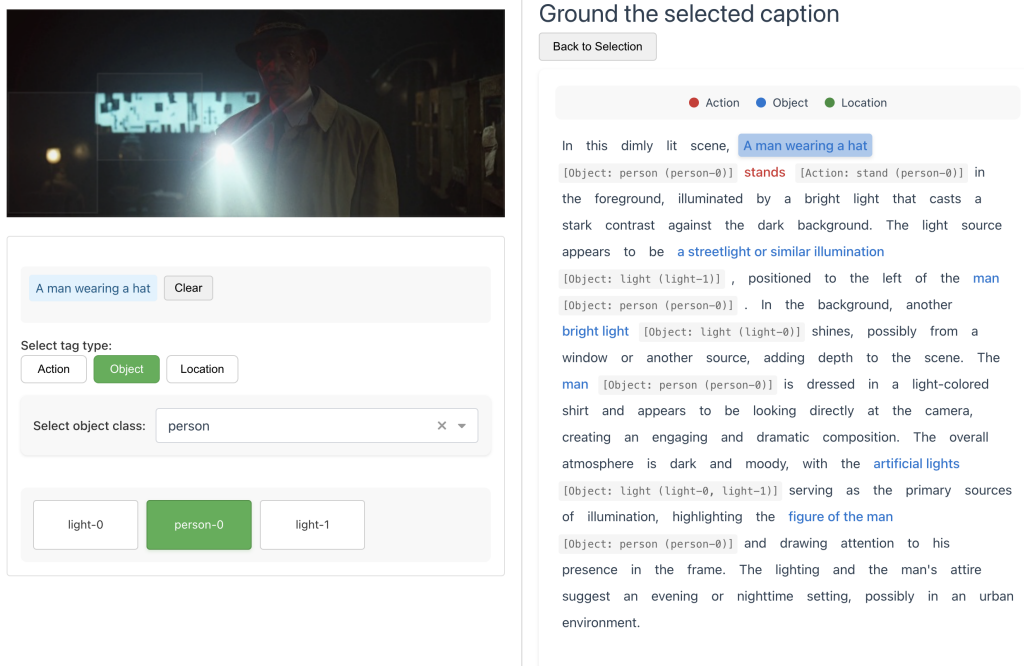 A man wearing a hat
Clear
Select tag type:
Action
Object
Location
Select object class:
person
light-0
person-0
light-1
Ground the selected caption
Back to Selection
Action
Object
Location
In this dimly lit scene, A man wearing a hat
[Object: person (person-0)] stands [Action: stand (person-0)] in
the foreground, illuminated by a bright light that casts a
stark contrast against the dark background. The light source
appears to be a streetlight or similar illumination
[Object: light (light-1)] , positioned to the left of the man
[Object: person (person-0)] . In the background, another
bright light [Object: light (light-0)] shines, possibly from a
window or another source, adding depth to the scene. The
man [Object: person (person-0)] is dressed in a light-colored
shirt and appears to be looking directly at the camera,
creating an engaging and dramatic composition. The overall
atmosphere is dark and moody, with the artificial lights
[Object: light (light-0, light-1)] serving as the primary sources
of illumination, highlighting the figure of the man
[Object: person (person-0)] and drawing attention to his
presence in the frame. The lighting and the man's attire
suggest an evening or nighttime setting, possibly in an urban
environment.